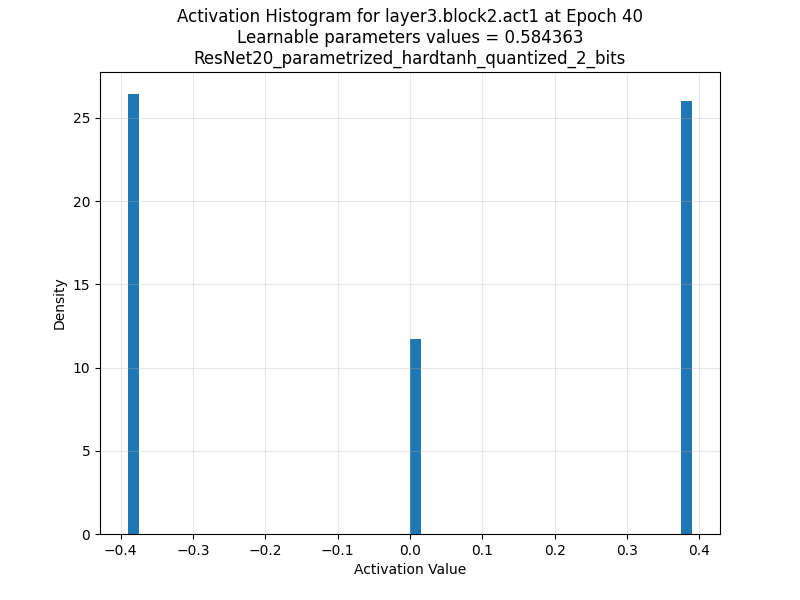 Activation Histogram for layer3.block2.act1 at Epoch 40
Learnable parameters values = 0.584363
ResNet20_parametrized_hardtanh_quantized_2_bits
25
20
15
10
5
0
Density
−0.4 −0.3 −0.2 −0.1 0.0 0.1 0.2 0.3 0.4
Activation Value